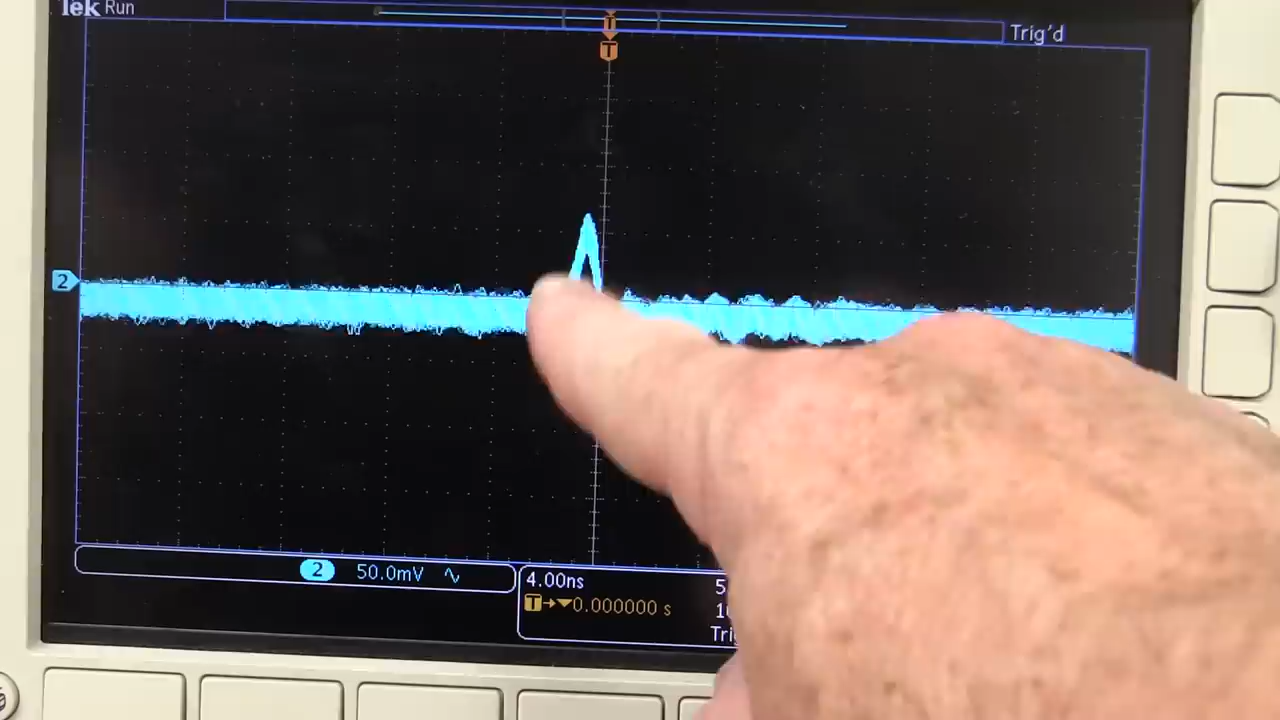 Tek Run
Trig'd
T
T
2
2 50.0mV
4.00ns
T 0.000000 s